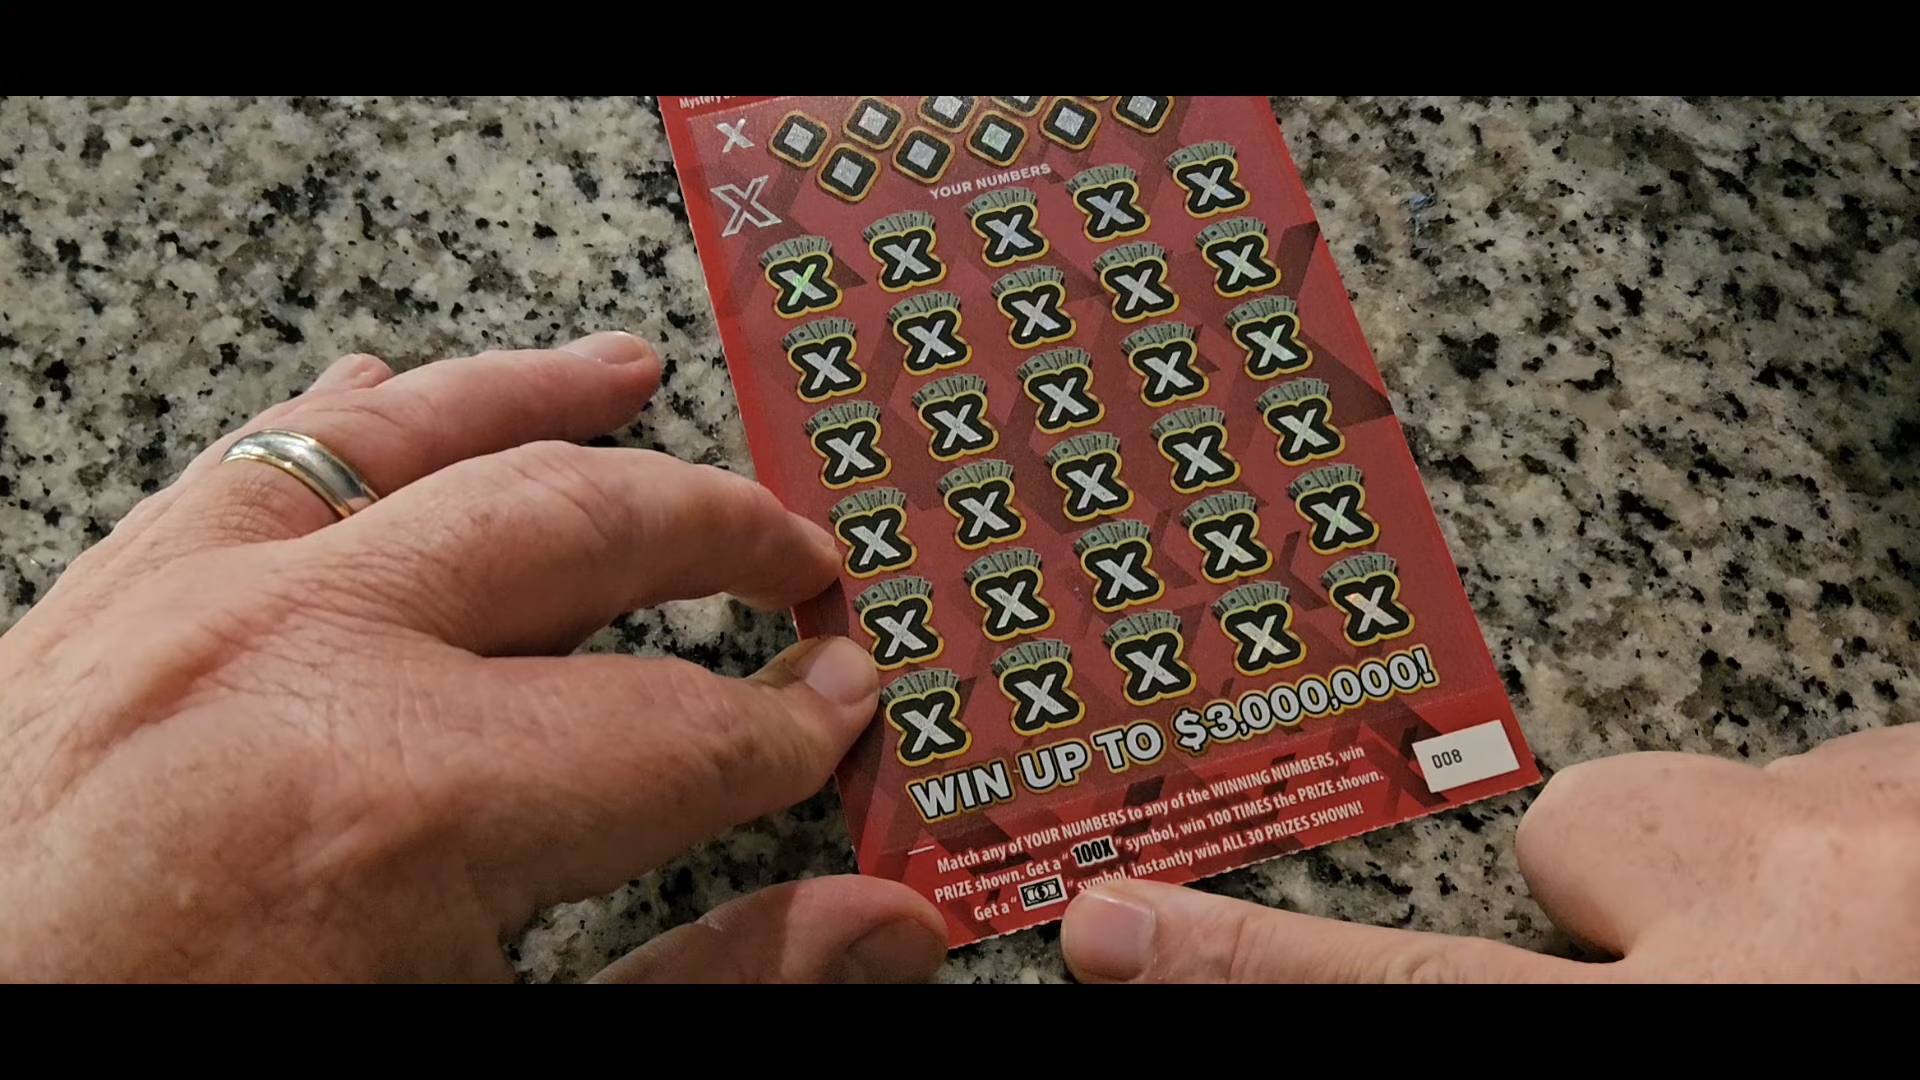 Mystery
YOUR NUMBERS
WIN UP TO $3,000,000!
008
Match any of YOUR NUMBERS to any of the WINNING NUMBERS, win
PRIZE shown. Get a "100X" symbol, win 100 TIMES the PRIZE shown.
Get a " " symbol, instantly win ALL 30 PRIZES SHOWN!